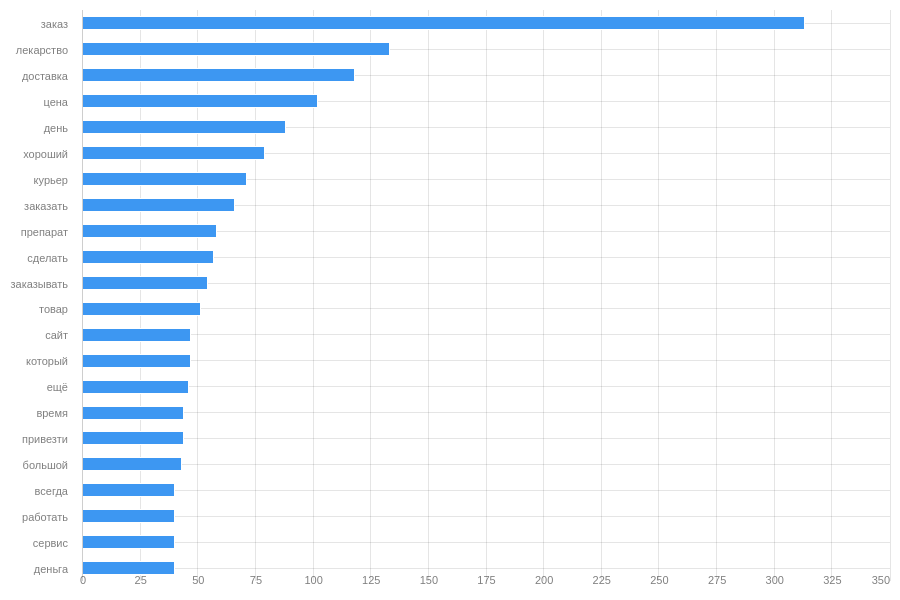 заказ
лекарство
доставка
цена
день
хороший
курьер
заказать
препарат
сделать
заказывать
товар
сайт
который
ещё
время
привезти
большой
всегда
работать
сервис
деньга
0 25 50 75 100 125 150 175 200 225 250 275 300 325 350